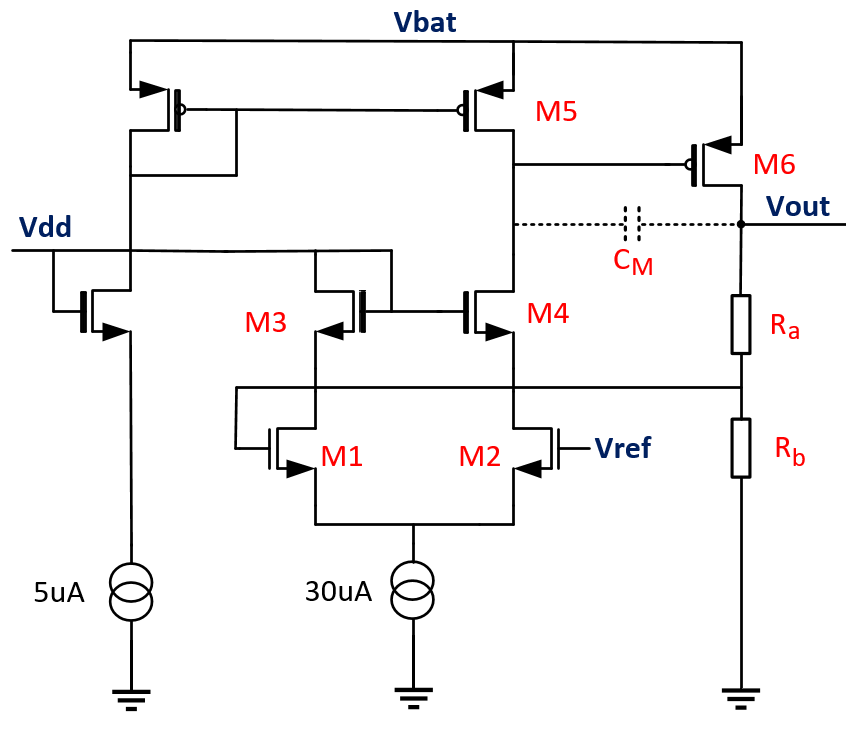 Vbat
M5
M6
Vdd
Vout
C_M
M3
M4
R_a
M1
M2
Vref
R_b
5uA
30uA